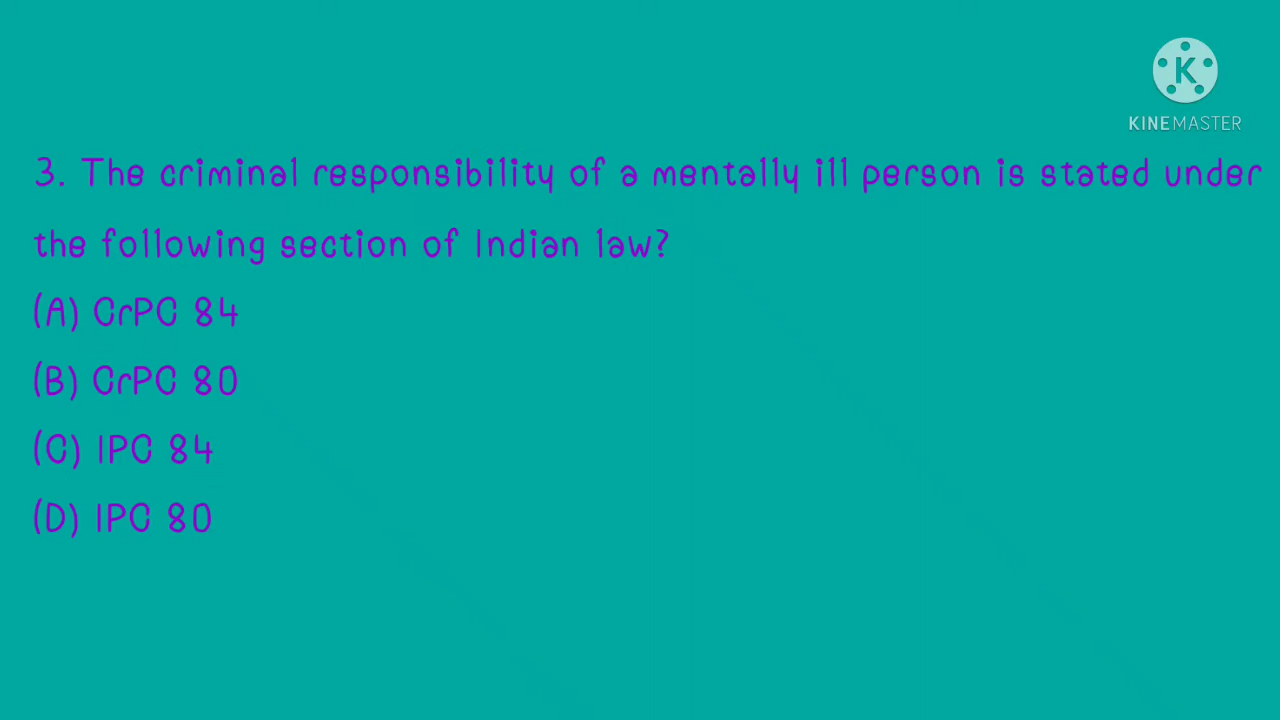 KINEMASTER
3. The criminal responsibility of a mentally ill person is stated under
the following section of Indian law?
(A) CrPC 84
(B) CrPC 80
(C) IPC 84
(D) IPC 80